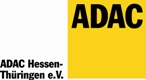 ADAC
ADAC Hessen-
Thüringen e.V.